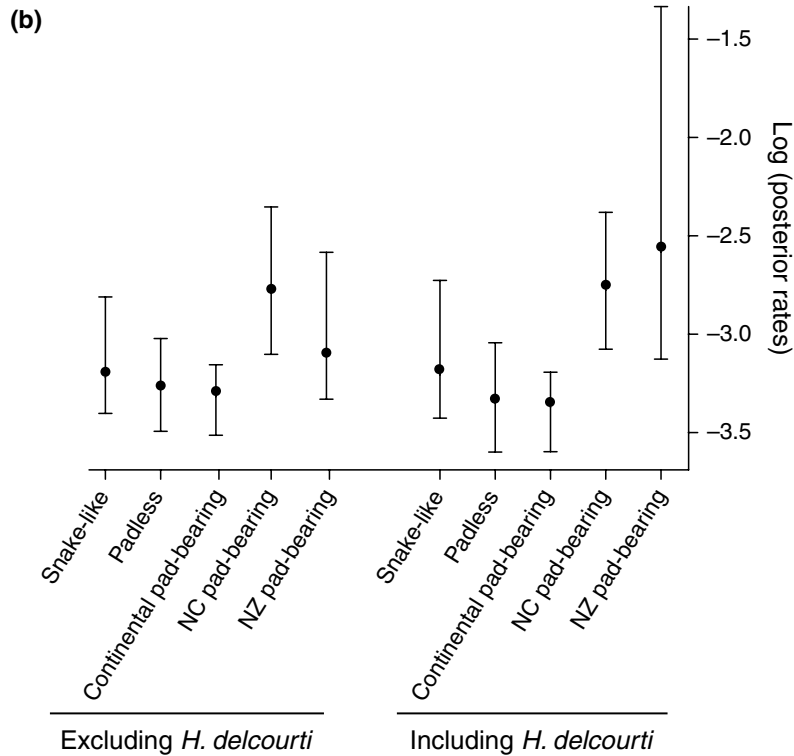 (b)
−1.5
−2.0
−2.5
−3.0
−3.5
Log (posterior rates)
Snake-like
Padless
Continental pad-bearing
NC pad-bearing
NZ pad-bearing
Snake-like
Padless
Continental pad-bearing
NC pad-bearing
NZ pad-bearing
Excluding H. delcourti
Including H. delcourti